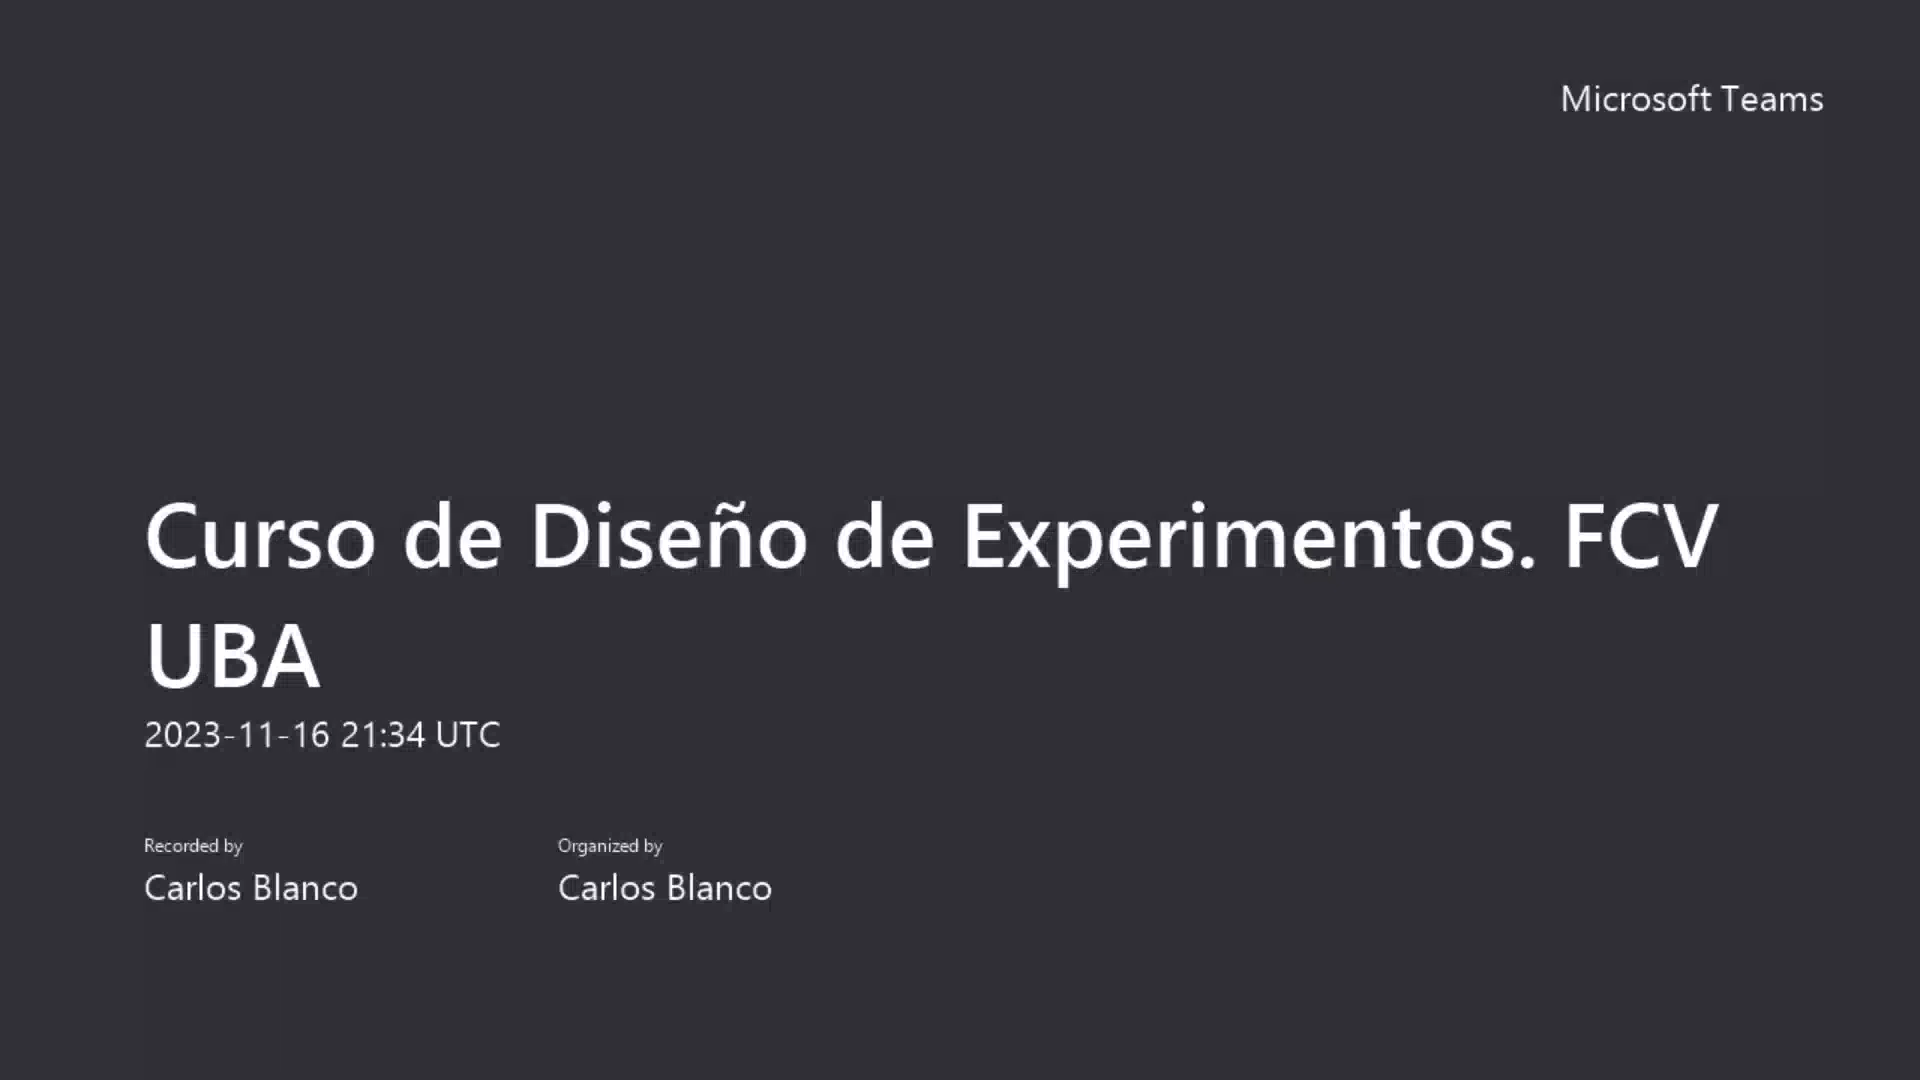 Microsoft Teams
Curso de Diseño de Experimentos. FCV
UBA
2023-11-16 21:34 UTC
Recorded by
Carlos Blanco
Organized by
Carlos Blanco